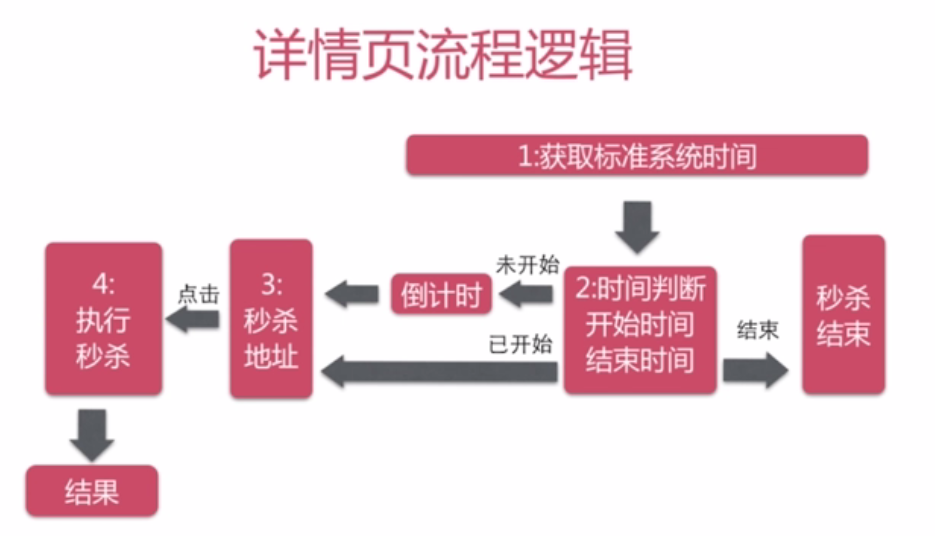 详情页流程逻辑
1:获取标准系统时间
2:时间判断
开始时间
结束时间
未开始
倒计时
已开始
结束
秒杀
结束
3:
秒杀
地址
点击
4:
执行
秒杀
结果